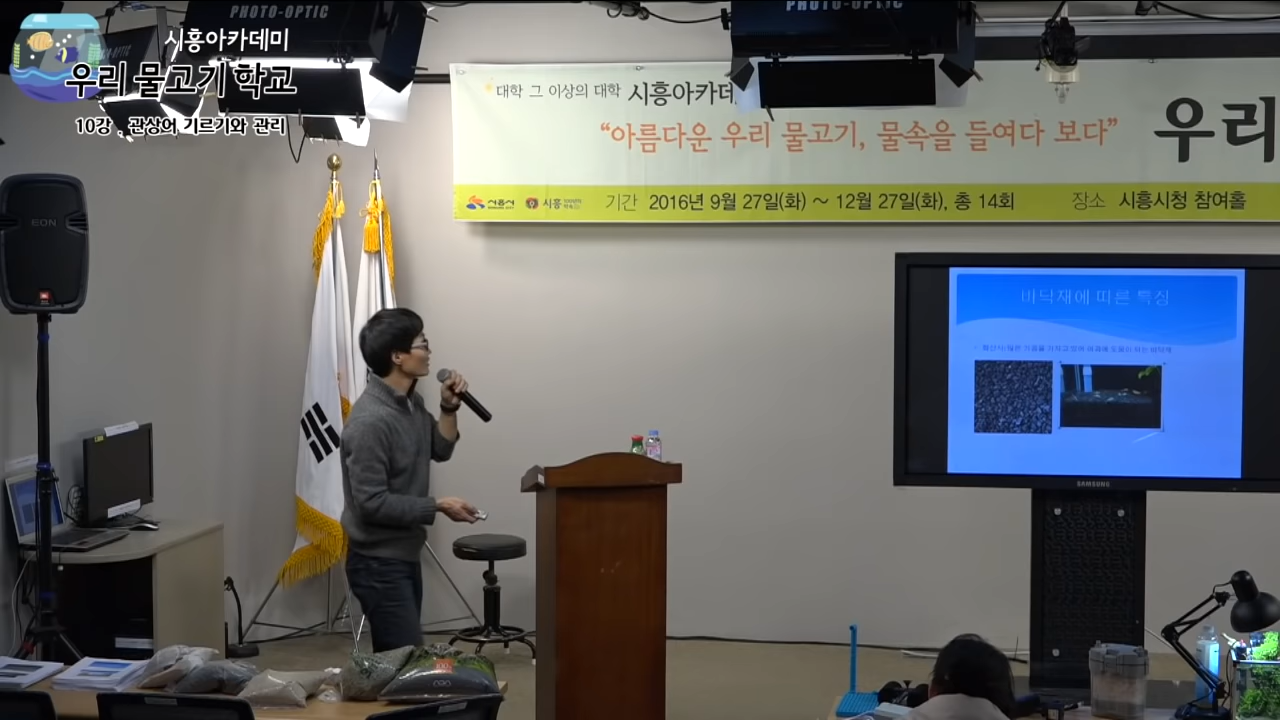 시흥아카데미
우리 물고기 학교
10강 . 관상어 기르기와 관리
PHOTO-OPTIC
PHOTO-OPTIC
대학 그 이상의 대학 시흥아카데
“아름다운 우리 물고기, 물속을 들여다 보다”
우리
시흥시
시흥
기간 2016년 9월 27일(화) ~ 12월 27일(화), 총 14회
장소 시흥시청 참여홀
EON
JBL
바닥재에 따른 특징
SAMSUNG